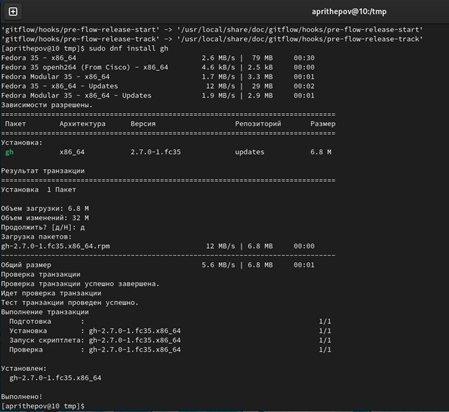 aprithepov@10:/tmp
'gitflow/hooks/pre-flow-release-start' -> '/usr/local/share/doc/gitflow/hooks/pre-flow-release-start'
'gitflow/hooks/pre-flow-release-track' -> '/usr/local/share/doc/gitflow/hooks/pre-flow-release-track'
[aprithepov@10 tmp]$ sudo dnf install gh
Fedora 35 - x86_64 2.6 MB/s | 79 MB 00:30
Fedora 35 openh264 (From Cisco) - x86_64 4.6 kB/s | 2.5 kB 00:00
Fedora Modular 35 - x86_64 1.7 MB/s | 3.3 MB 00:01
Fedora 35 - x86_64 - Updates 12 MB/s | 29 MB 00:02
Fedora Modular 35 - x86_64 - Updates 1.9 MB/s | 2.9 MB 00:01
Зависимости разрешены.
Пакет Архитектура Версия Репозиторий Размер
Установка:
gh x86_64 2.7.0-1.fc35 updates 6.8 M
Результат транзакции
Установка 1 Пакет
Объем загрузки: 6.8 M
Объем изменений: 32 M
Продолжить? [д/Н]: д
Загрузка пакетов:
gh-2.7.0-1.fc35.x86_64.rpm 12 MB/s | 6.8 MB 00:00
Общий размер 5.6 MB/s | 6.8 MB 00:01
Проверка транзакции
Проверка транзакции успешно завершена.
Идет проверка транзакции
Тест транзакции проведен успешно.
Выполнение транзакции
Подготовка : 1/1
Установка : gh-2.7.0-1.fc35.x86_64 1/1
Запуск скриптлета: gh-2.7.0-1.fc35.x86_64 1/1
Проверка : gh-2.7.0-1.fc35.x86_64 1/1
Установлен:
gh-2.7.0-1.fc35.x86_64
Выполнено!
[aprithepov@10 tmp]$